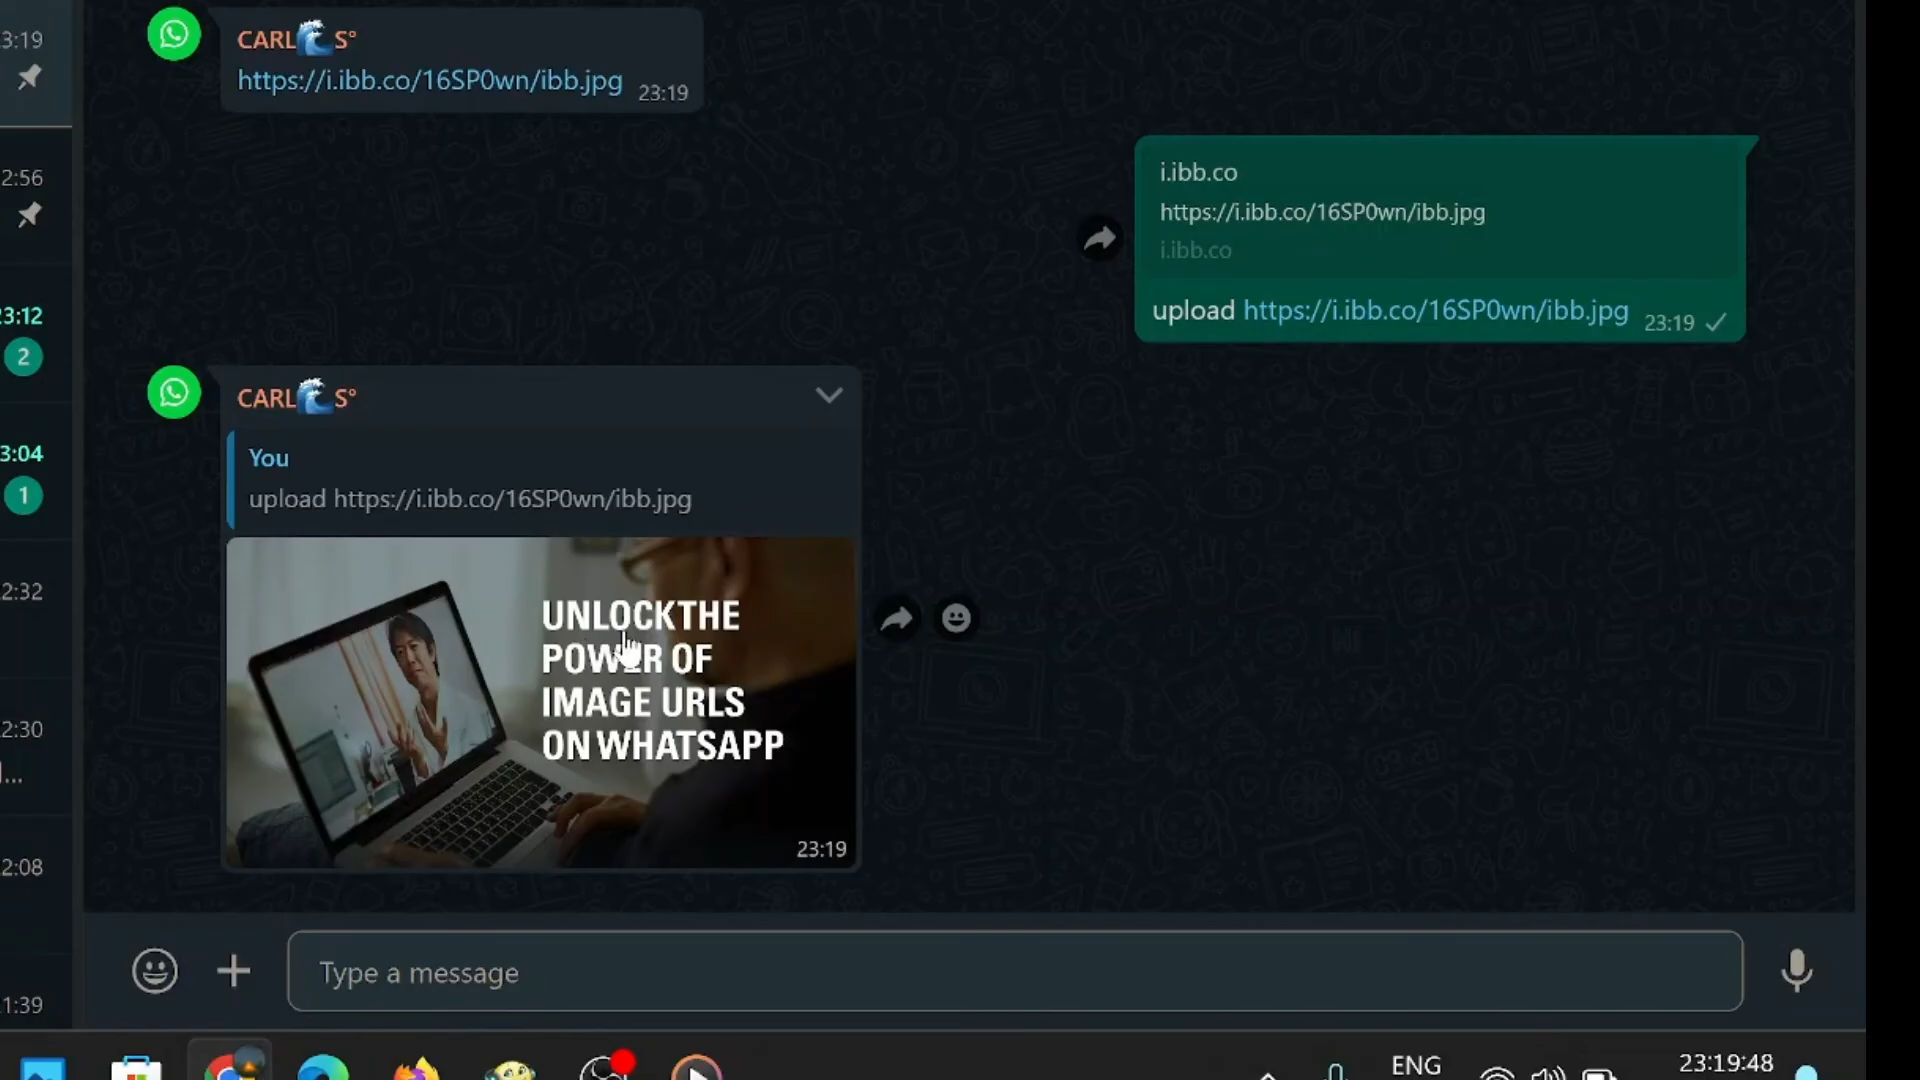 3:19
CARL🌊S°
https://i.ibb.co/16SP0wn/ibb.jpg 23:19
2:56
i.ibb.co
https://i.ibb.co/16SP0wn/ibb.jpg
i.ibb.co
upload https://i.ibb.co/16SP0wn/ibb.jpg 23:19
23:12
2
CARL🌊S°
You
upload https://i.ibb.co/16SP0wn/ibb.jpg
3:04
1
UNLOCKTHE
POWER OF
IMAGE URLS
ON WHATSAPP
23:19
2:32
2:30
...
2:08
Type a message
1:39
ENG
23:19:48